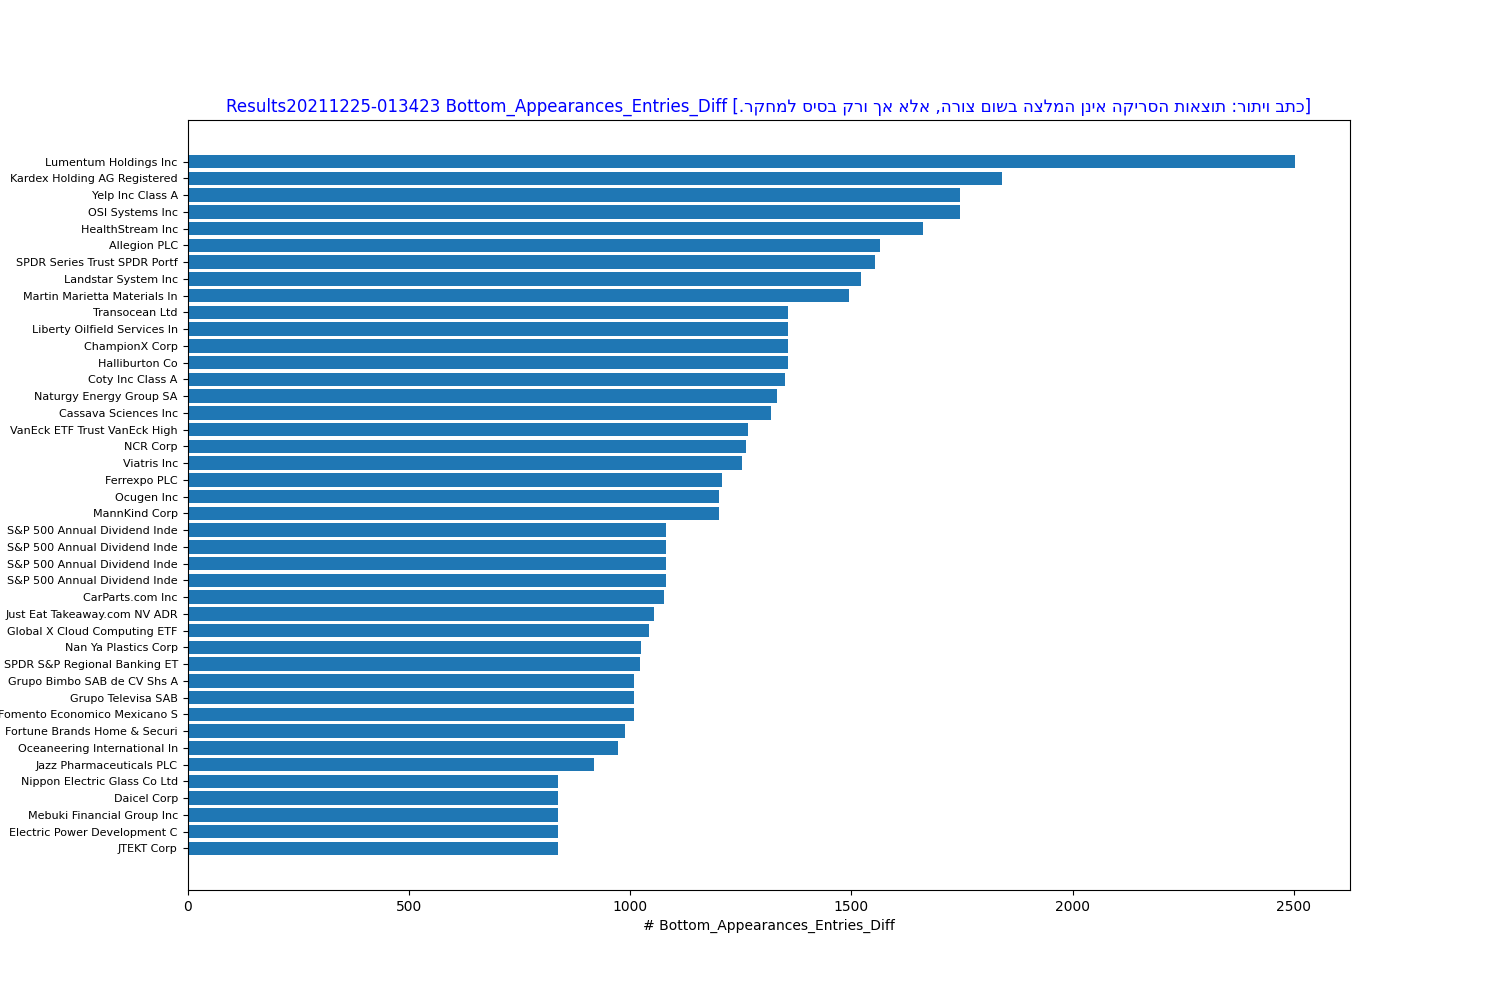 Results20211225-013423 Bottom_Appearances_Entries_Diff [כתב ויתור: תוצאות הסריקה אינן המלצה בשום צורה, אלא אך ורק בסיס למחקר.]
Lumentum Holdings Inc
Kardex Holding AG Registered
Yelp Inc Class A
OSI Systems Inc
HealthStream Inc
Allegion PLC
SPDR Series Trust SPDR Portf
Landstar System Inc
Martin Marietta Materials In
Transocean Ltd
Liberty Oilfield Services In
ChampionX Corp
Halliburton Co
Coty Inc Class A
Naturgy Energy Group SA
Cassava Sciences Inc
VanEck ETF Trust VanEck High
NCR Corp
Viatris Inc
Ferrexpo PLC
Ocugen Inc
MannKind Corp
S&P 500 Annual Dividend Inde
S&P 500 Annual Dividend Inde
S&P 500 Annual Dividend Inde
S&P 500 Annual Dividend Inde
CarParts.com Inc
Just Eat Takeaway.com NV ADR
Global X Cloud Computing ETF
Nan Ya Plastics Corp
SPDR S&P Regional Banking ET
Grupo Bimbo SAB de CV Shs A
Grupo Televisa SAB
Fomento Economico Mexicano S
Fortune Brands Home & Securi
Oceaneering International In
Jazz Pharmaceuticals PLC
Nippon Electric Glass Co Ltd
Daicel Corp
Mebuki Financial Group Inc
Electric Power Development C
JTEKT Corp
0 500 1000 1500 2000 2500
# Bottom_Appearances_Entries_Diff